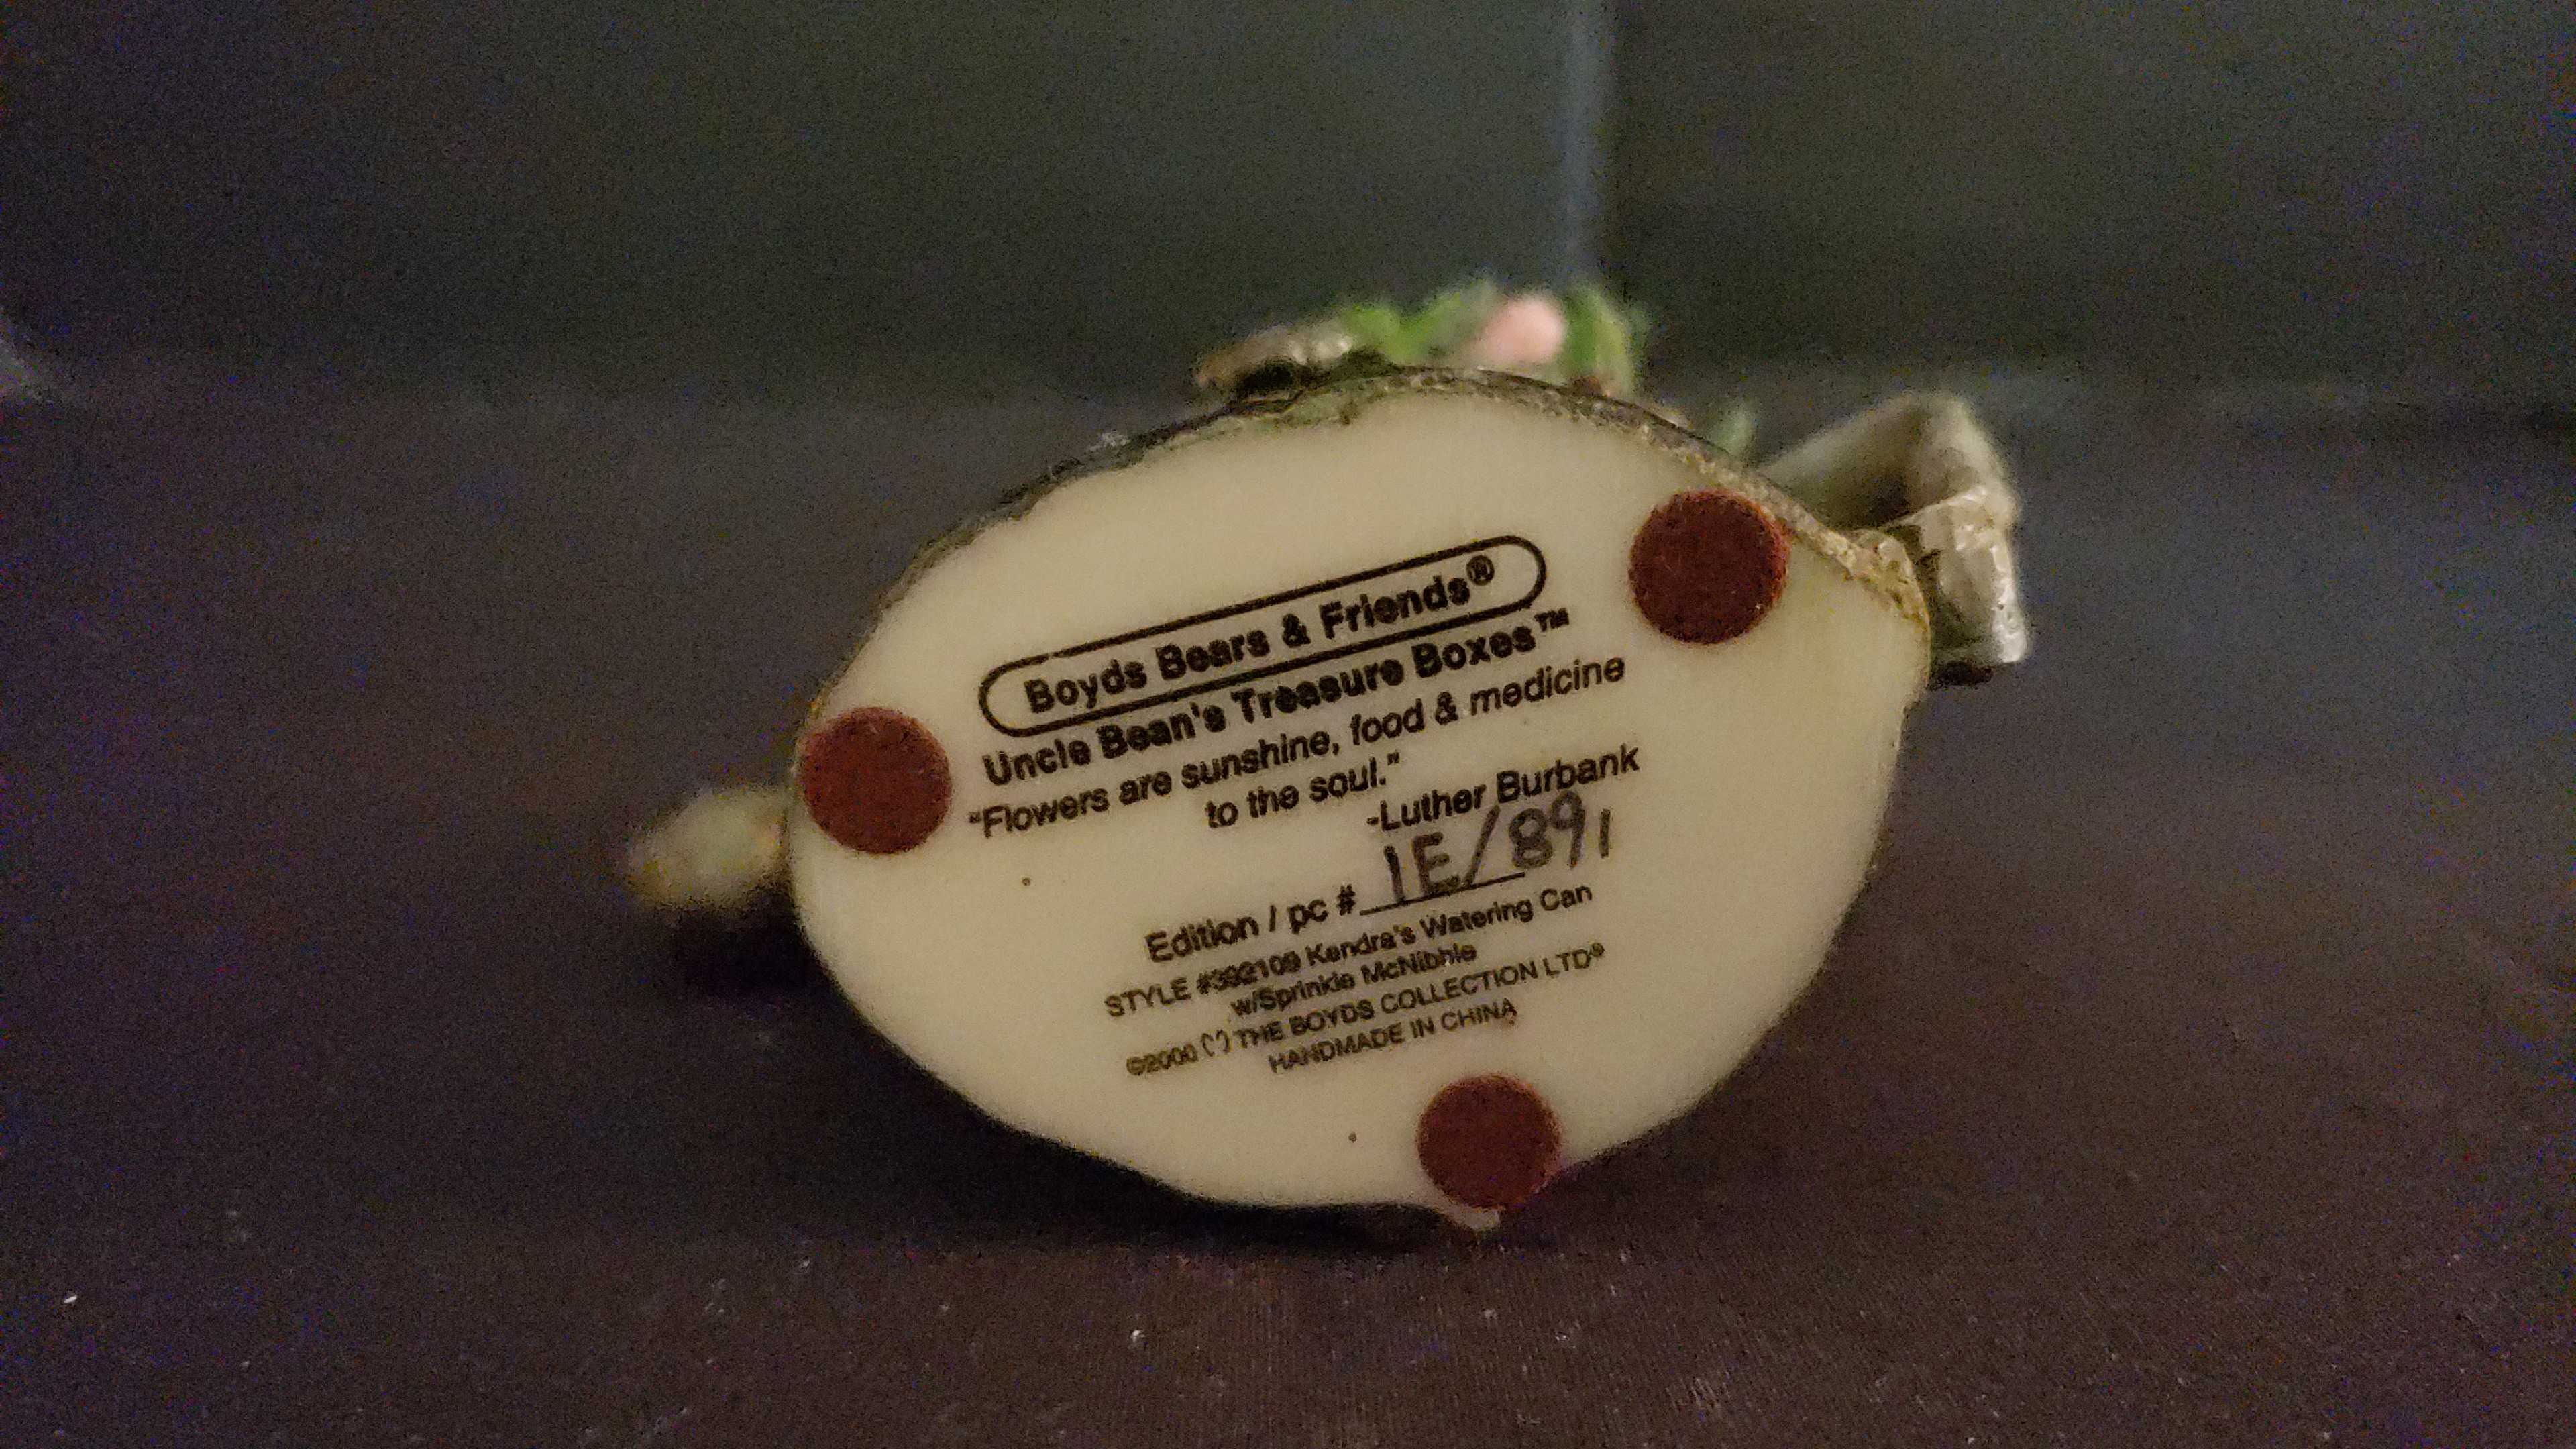 Boyds Bears & Friends®
Uncle Bean's Treasure Boxes™
"Flowers are sunshine, food & medicine
to the soul."
-Luther Burbank
Edition / pc # 1E/891
STYLE #392109 Kendra's Watering Can
w/Sprinkle McNibble
©2000 THE BOYDS COLLECTION LTD®
HANDMADE IN CHINA